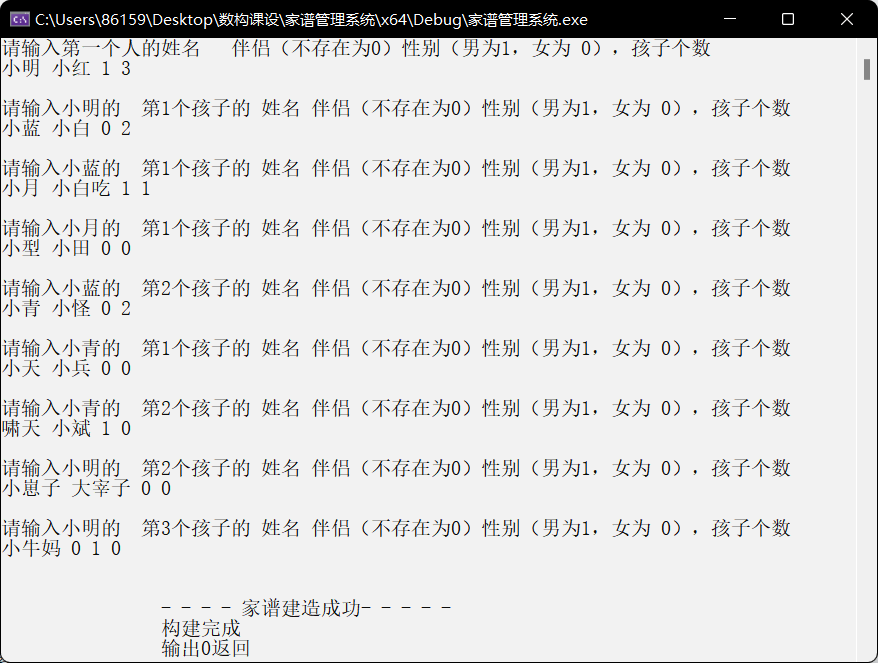 C:\Users\86159\Desktop\数构课设\家谱管理系统\x64\Debug\家谱管理系统.exe
请输入第一个人的姓名   伴侣（不存在为0）性别（男为1，女为 0），孩子个数
小明 小红 1 3
请输入小明的  第1个孩子的 姓名 伴侣（不存在为0）性别（男为1，女为 0），孩子个数
小蓝 小白 0 2
请输入小蓝的  第1个孩子的 姓名 伴侣（不存在为0）性别（男为1，女为 0），孩子个数
小月 小白吃 1 1
请输入小月的  第1个孩子的 姓名 伴侣（不存在为0）性别（男为1，女为 0），孩子个数
小型 小田 0 0
请输入小蓝的  第2个孩子的 姓名 伴侣（不存在为0）性别（男为1，女为 0），孩子个数
小青 小怪 0 2
请输入小青的  第1个孩子的 姓名 伴侣（不存在为0）性别（男为1，女为 0），孩子个数
小天 小兵 0 0
请输入小青的  第2个孩子的 姓名 伴侣（不存在为0）性别（男为1，女为 0），孩子个数
啸天 小斌 1 0
请输入小明的  第2个孩子的 姓名 伴侣（不存在为0）性别（男为1，女为 0），孩子个数
小崽子 大宰子 0 0
请输入小明的  第3个孩子的 姓名 伴侣（不存在为0）性别（男为1，女为 0），孩子个数
小牛妈 0 1 0
- - - - 家谱建造成功- - - - -
构建完成
输出0返回